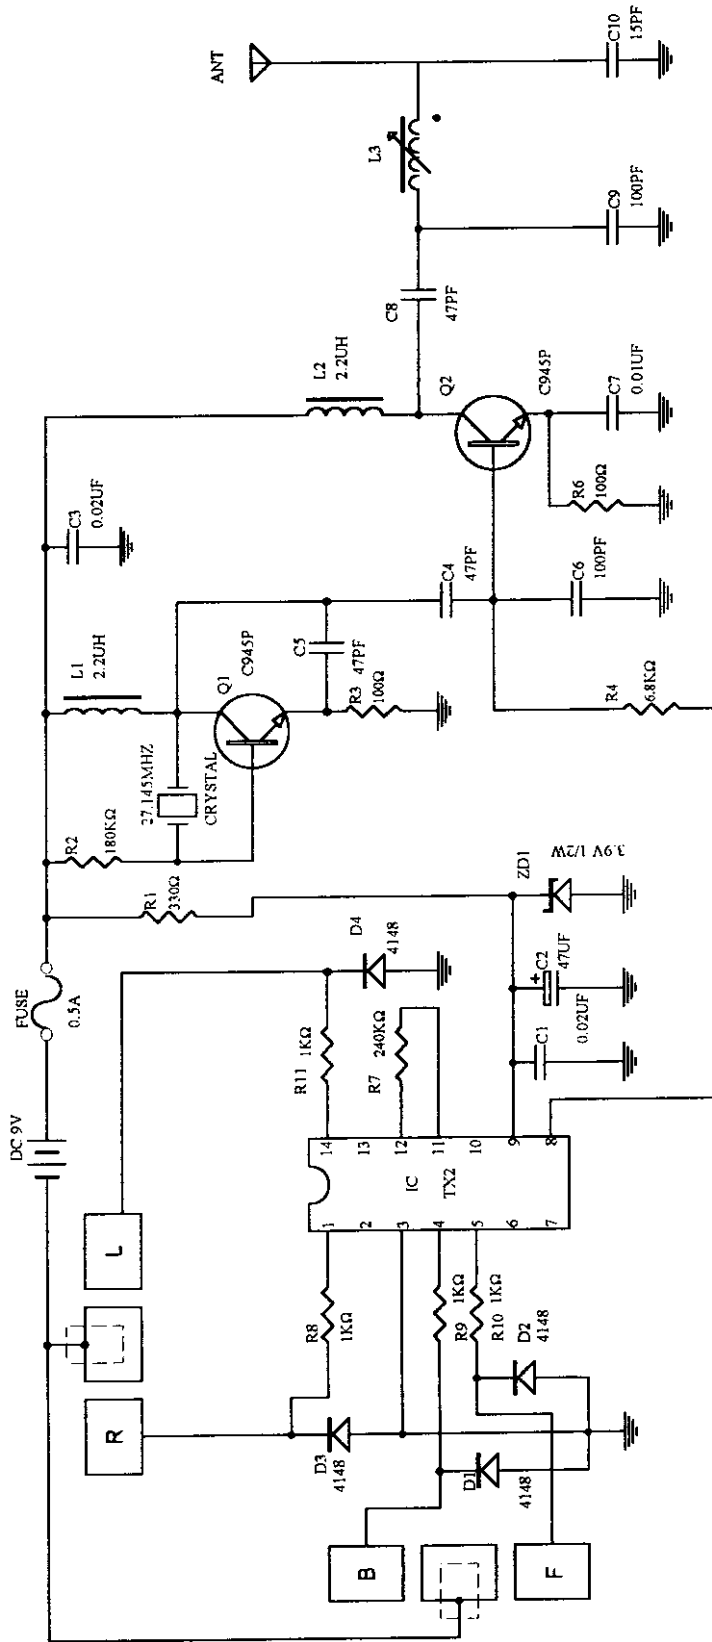 DC 9V
FUSE
0.5A
L
R
B
F
R1
330Ω
R2
180KΩ
27.145MHZ
CRYSTAL
L1
2.2UH
Q1
C945P
C3
0.02UF
C5
47PF
R3
100Ω
C4
47PF
L2
2.2UH
Q2
C945P
C8
47PF
L3
ANT
C10
15PF
C9
100PF
C7
0.01UF
R6
100Ω
C6
100PF
R4
6.8KΩ
R8
1KΩ
D3
4148
D1
4148
R9
1KΩ
R10
1KΩ
D2
4148
IC
TX2
1
2
3
4
5
6
7
14
13
12
11
10
9
8
R11
1KΩ
R7
240KΩ
D4
4148
C1
0.02UF
C2
+
47UF
ZD1
3.9V 1/2W